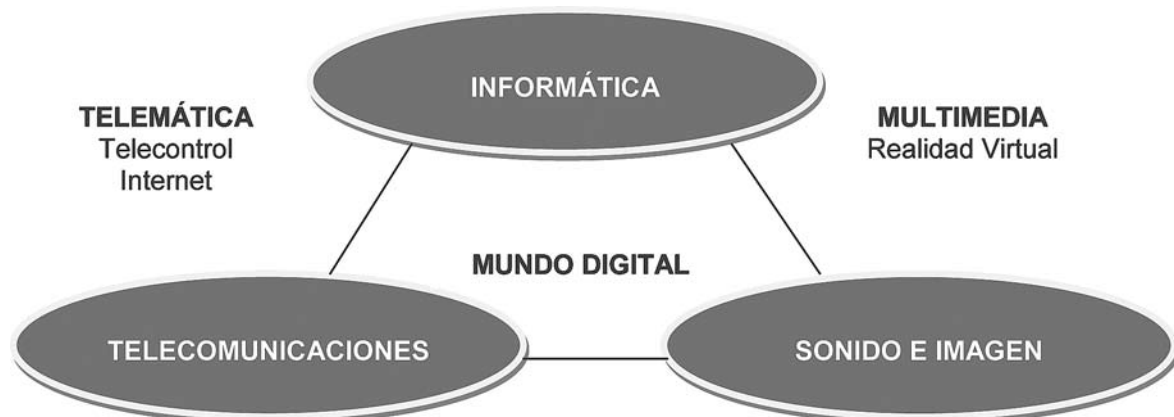 INFORMÁTICA
TELEMÁTICA
Telecontrol
Internet
MULTIMEDIA
Realidad Virtual
MUNDO DIGITAL
TELECOMUNICACIONES
SONIDO E IMAGEN